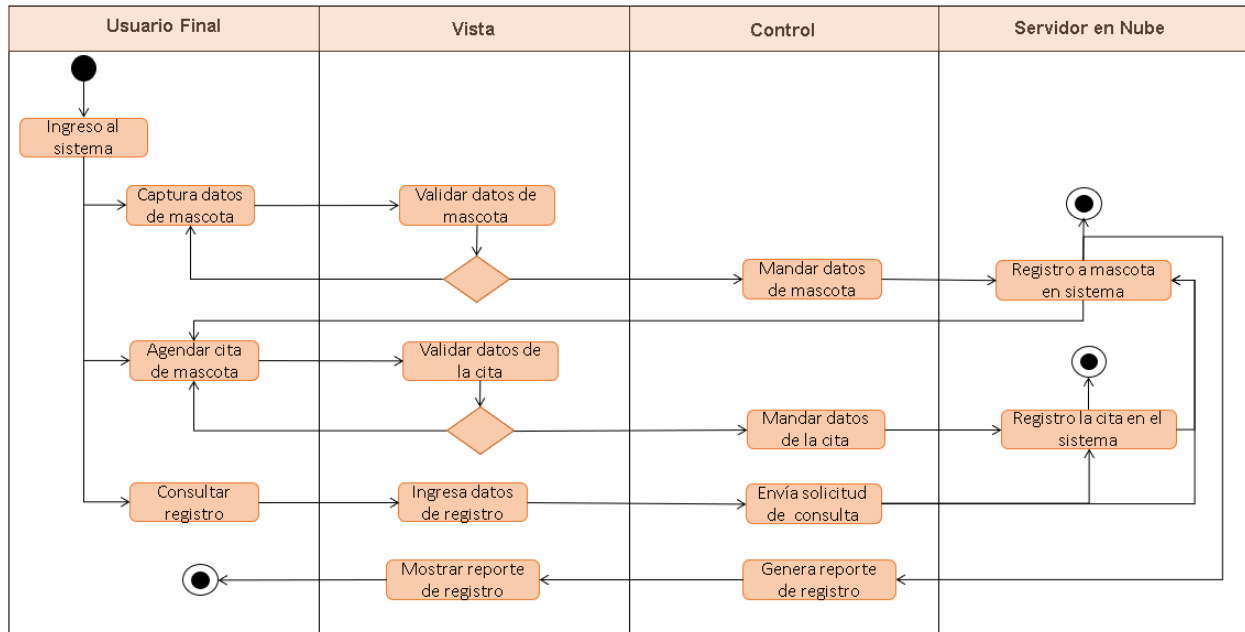 Usuario Final
Vista
Control
Servidor en Nube
Ingreso al
sistema
Captura datos
de mascota
Validar datos de
mascota
Mandar datos
de mascota
Registro a mascota
en sistema
Agendar cita
de mascota
Validar datos de
la cita
Mandar datos
de la cita
Registro la cita en el
sistema
Consultar
registro
Ingresa datos
de registro
Envía solicitud
de consulta
Mostrar reporte
de registro
Genera reporte
de registro